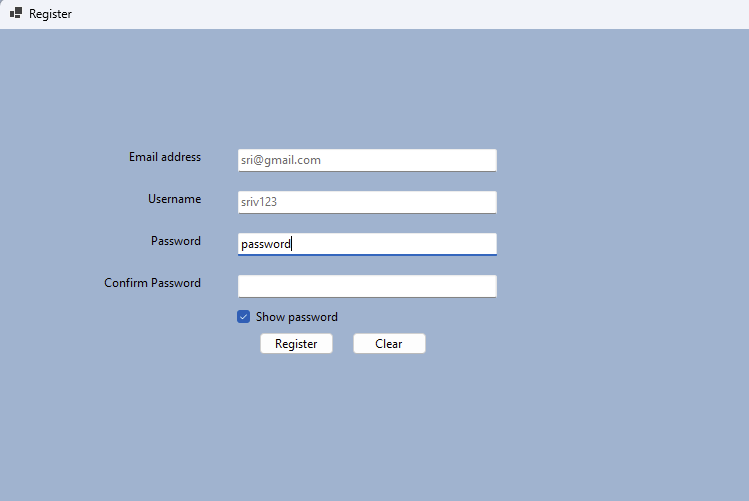 Register
Email address sri@gmail.com
Username sriv123
Password password
Confirm Password
Show password
Register Clear